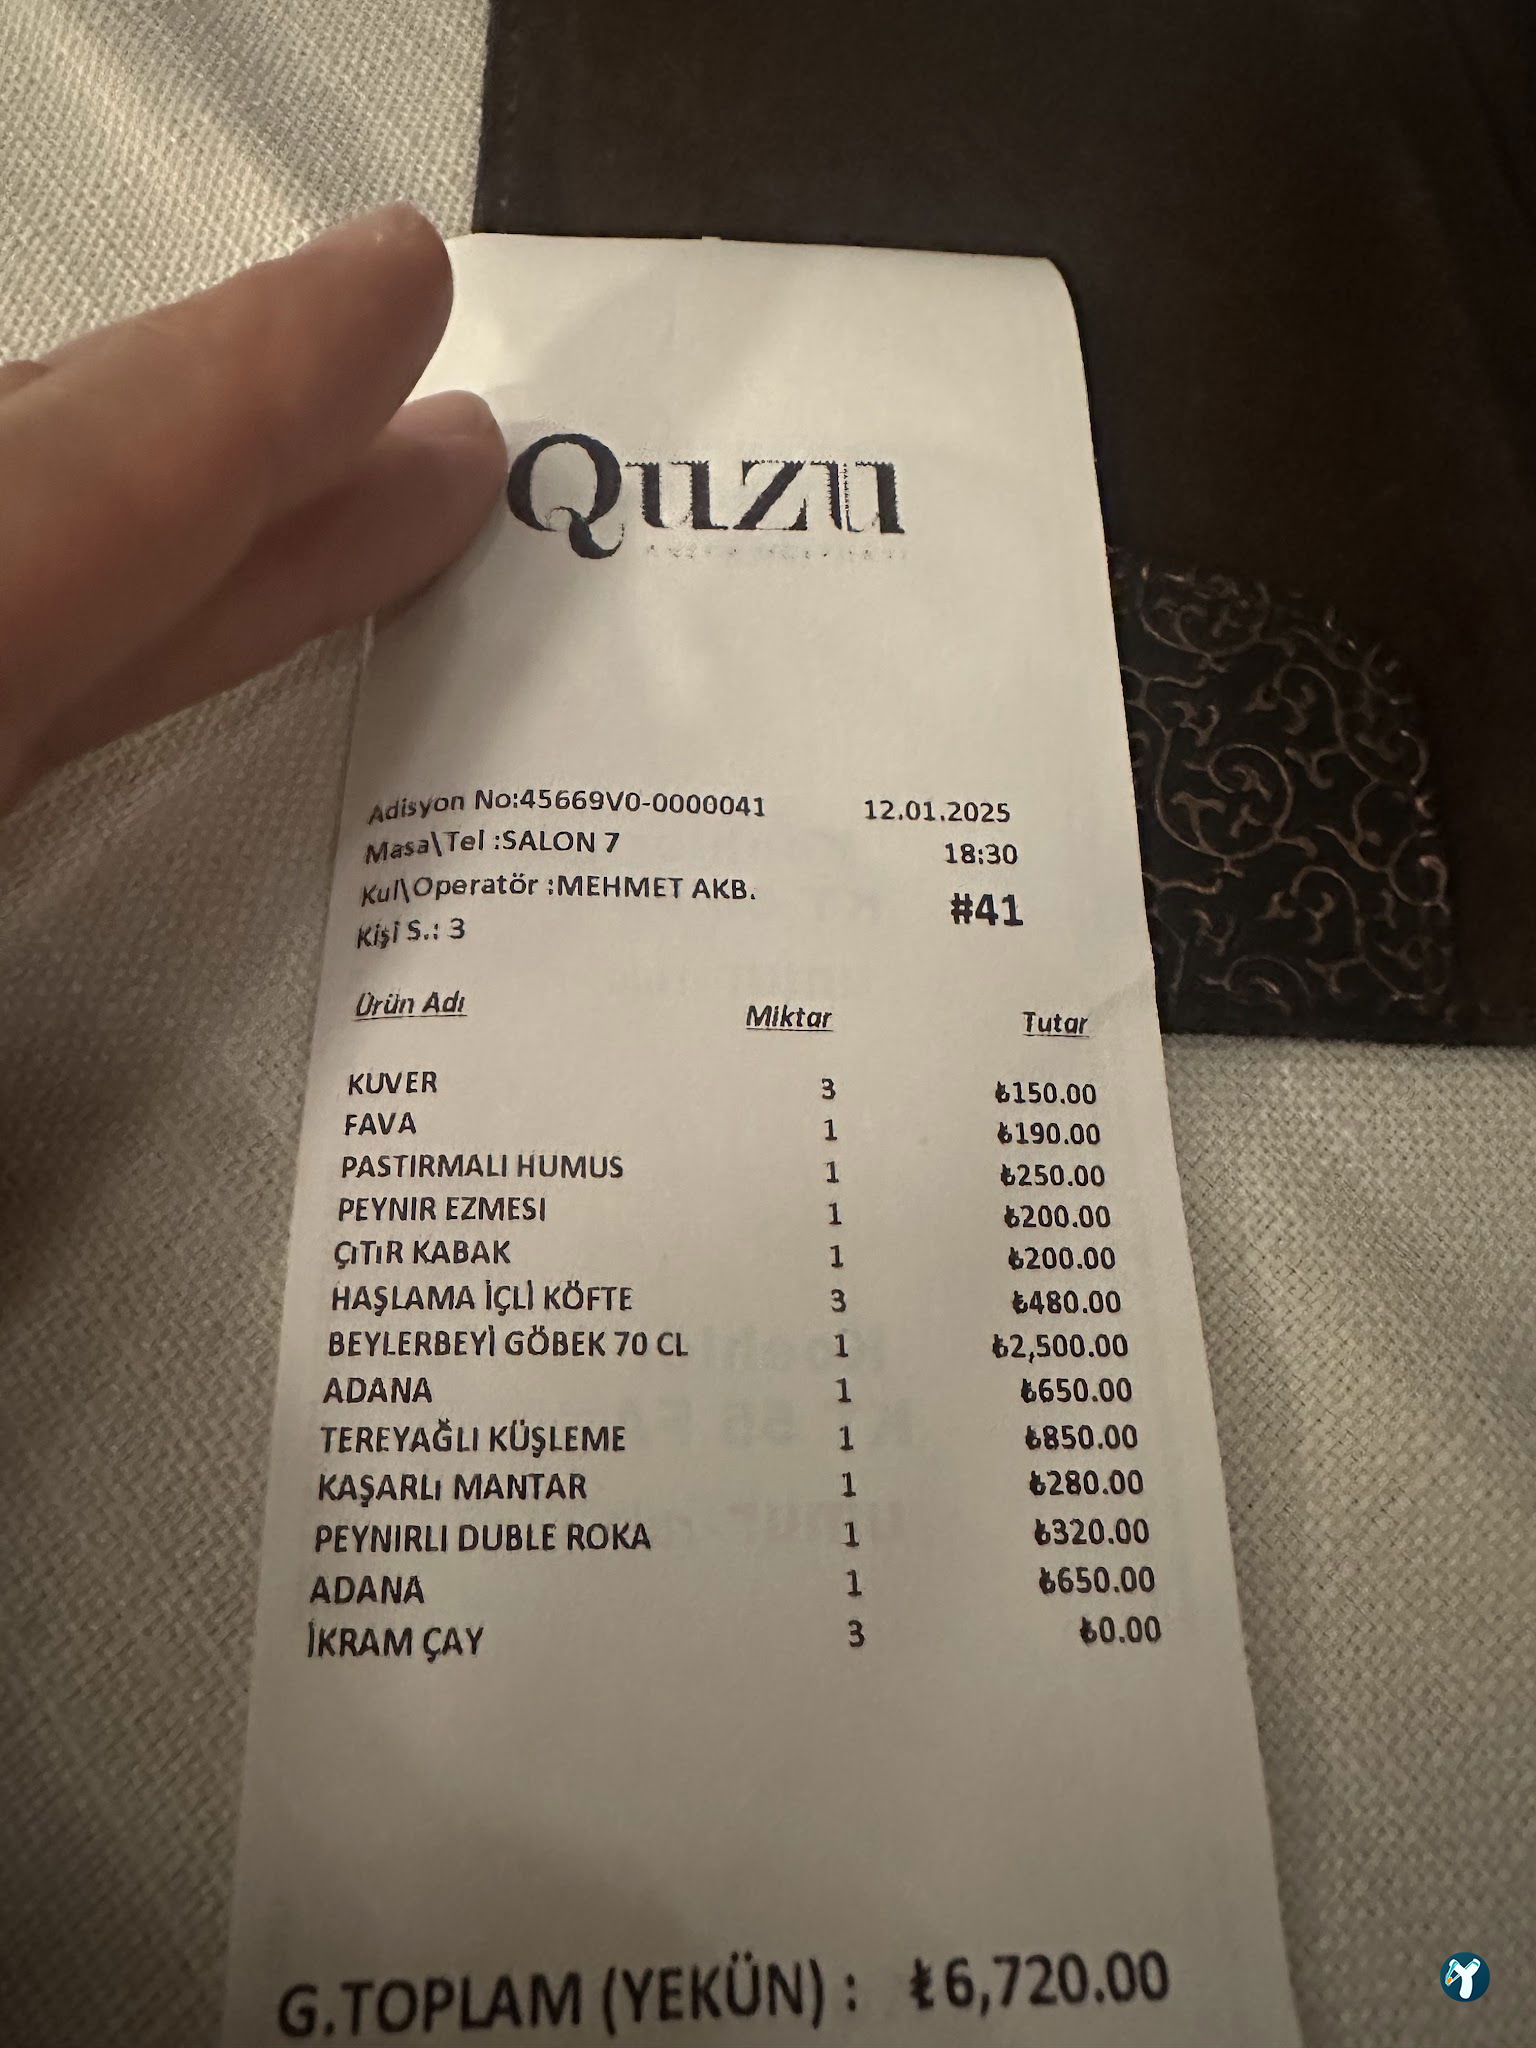 Quzu
Adisyon No:45669V0-0000041 12.01.2025
Masa\Tel :SALON 7 18:30
Kul\Operatör :MEHMET AKB. #41
Kişi S.: 3
Ürün Adı Miktar Tutar
KUVER 3 ₺150.00
FAVA 1 ₺190.00
PASTIRMALI HUMUS 1 ₺250.00
PEYNIR EZMESI 1 ₺200.00
ÇıTıR KABAK 1 ₺200.00
HAŞLAMA İÇLİ KÖFTE 3 ₺480.00
BEYLERBEYİ GÖBEK 70 CL 1 ₺2,500.00
ADANA 1 ₺650.00
TEREYAĞLI KÜŞLEME 1 ₺850.00
KAŞARLı MANTAR 1 ₺280.00
PEYNIRLI DUBLE ROKA 1 ₺320.00
ADANA 1 ₺650.00
İKRAM ÇAY 3 ₺0.00
G.TOPLAM (YEKÜN) : ₺6,720.00